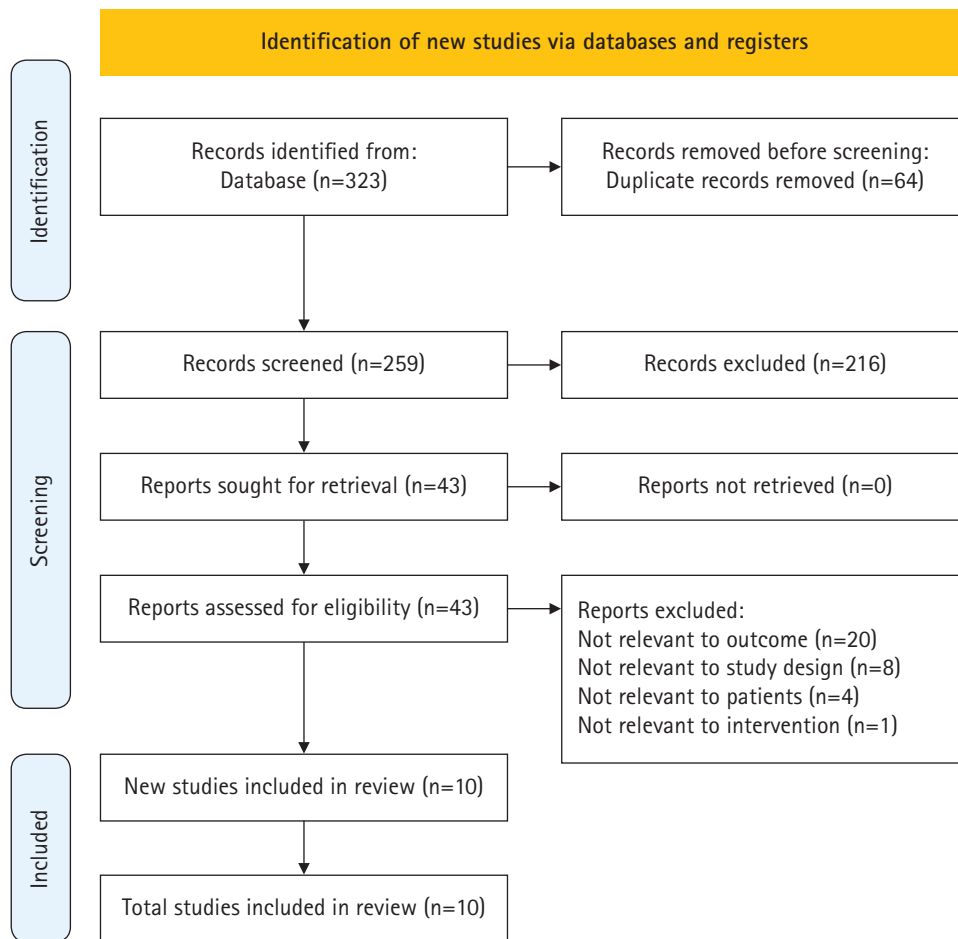 Identification of new studies via databases and registers
Identification
Records identified from:
Database (n=323)
Records removed before screening:
Duplicate records removed (n=64)
Screening
Records screened (n=259)
Records excluded (n=216)
Reports sought for retrieval (n=43)
Reports not retrieved (n=0)
Reports assessed for eligibility (n=43)
Reports excluded:
Not relevant to outcome (n=20)
Not relevant to study design (n=8)
Not relevant to patients (n=4)
Not relevant to intervention (n=1)
Included
New studies included in review (n=10)
Total studies included in review (n=10)